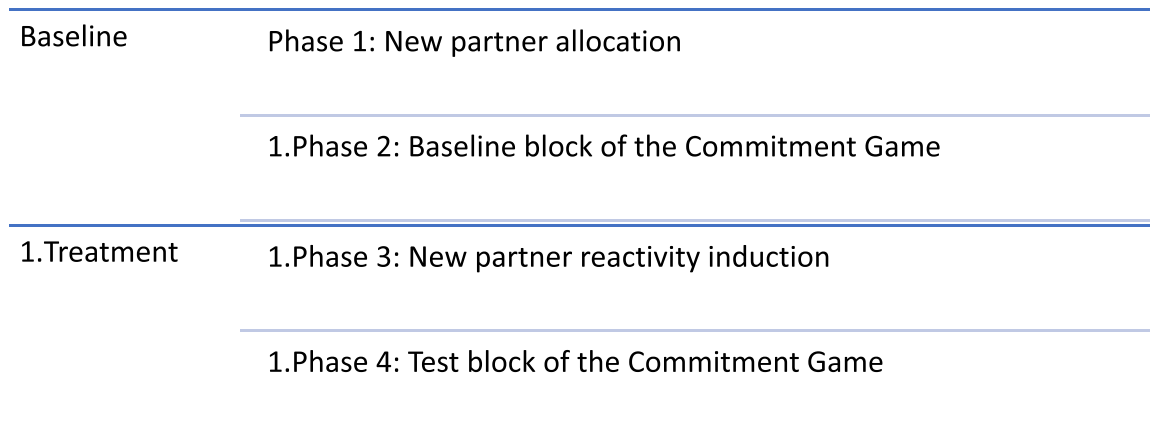 Baseline
Phase 1: New partner allocation
1.Phase 2: Baseline block of the Commitment Game
1.Treatment
1.Phase 3: New partner reactivity induction
1.Phase 4: Test block of the Commitment Game